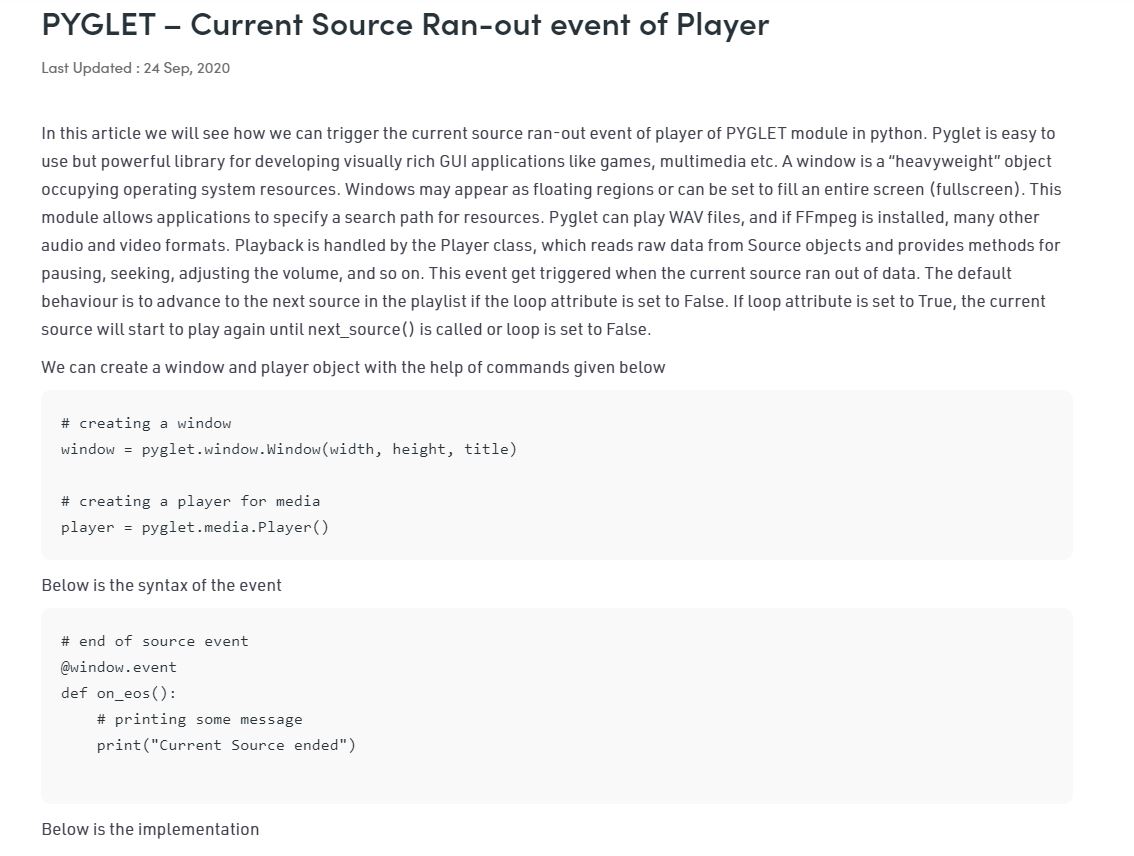 PYGLET – Current Source Ran-out event of Player
Last Updated : 24 Sep, 2020
In this article we will see how we can trigger the current source ran-out event of player of PYGLET module in python. Pyglet is easy to
use but powerful library for developing visually rich GUI applications like games, multimedia etc. A window is a “heavyweight” object
occupying operating system resources. Windows may appear as floating regions or can be set to fill an entire screen (fullscreen). This
module allows applications to specify a search path for resources. Pyglet can play WAV files, and if FFmpeg is installed, many other
audio and video formats. Playback is handled by the Player class, which reads raw data from Source objects and provides methods for
pausing, seeking, adjusting the volume, and so on. This event get triggered when the current source ran out of data. The default
behaviour is to advance to the next source in the playlist if the loop attribute is set to False. If loop attribute is set to True, the current
source will start to play again until next_source() is called or loop is set to False.
We can create a window and player object with the help of commands given below
# creating a window
window = pyglet.window.Window(width, height, title)
# creating a player for media
player = pyglet.media.Player()
Below is the syntax of the event
# end of source event
@window.event
def on_eos():
    # printing some message
    print("Current Source ended")
Below is the implementation